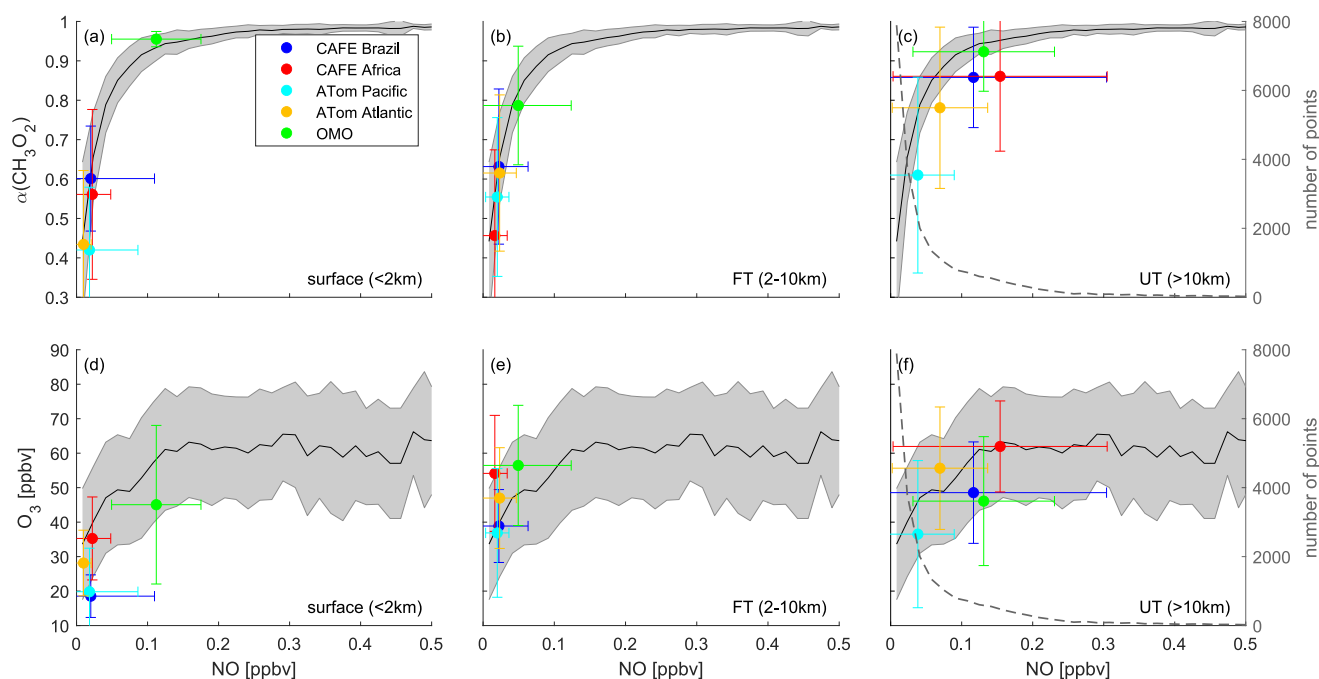 (a)
CAFE Brazil
CAFE Africa
ATom Pacific
ATom Atlantic
OMO
surface (<2km)
α(CH₃O₂)
1
0.9
0.8
0.7
0.6
0.5
0.4
0.3
(b)
FT (2-10km)
(c)
UT (>10km)
8000
6000
4000
2000
0
number of points
(d)
surface (<2km)
O₃ [ppbv]
90
80
70
60
50
40
30
20
10
0
0.1
0.2
0.3
0.4
0.5
NO [ppbv]
(e)
FT (2-10km)
0
0.1
0.2
0.3
0.4
0.5
NO [ppbv]
(f)
UT (>10km)
8000
6000
4000
2000
0
number of points
0
0.1
0.2
0.3
0.4
0.5
NO [ppbv]